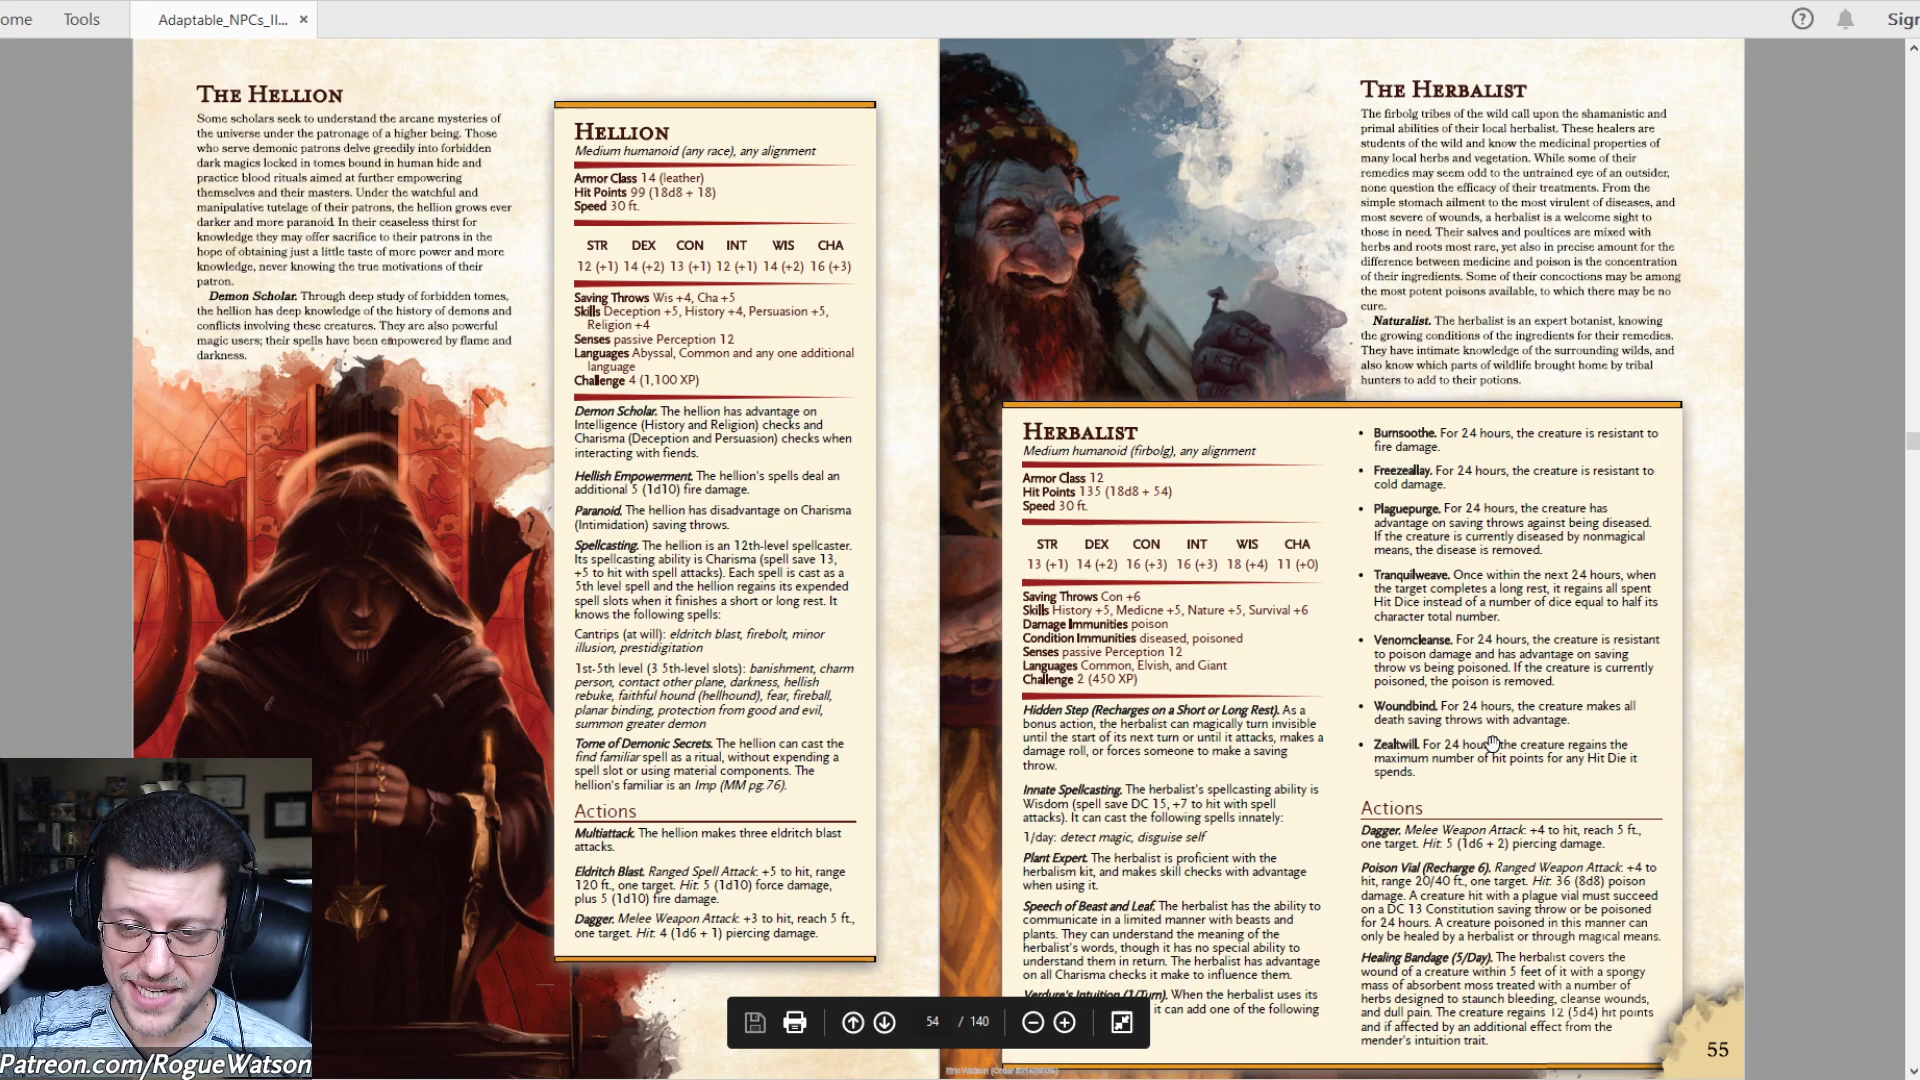 ome
Tools
Adaptable_NPCs_II...
×
?
Sign
The Hellion
Some scholars seek to understand the arcane mysteries of
the universe under the patronage of a higher being. Those
who serve demonic patrons delve greedily into forbidden
dark magics locked in tomes bound in human hide and
practice blood rituals aimed at further empowering
themselves and their masters. Under the watchful and
manipulative tutelage of their patrons, the hellion grows ever
darker and more paranoid. In their ceaseless thirst for
knowledge they may offer sacrifice to their patrons in the
hope of obtaining just a little taste of more power and more
knowledge, never knowing the true motivations of their
patron.
Demon Scholar. Through deep study of forbidden tomes,
the hellion has deep knowledge of the history of demons and
conflicts involving these creatures. They are also powerful
magic users; their spells have been empowered by flame and
darkness.
Hellion
Medium humanoid (any race), any alignment
Armor Class 14 (leather)
Hit Points 99 (18d8 + 18)
Speed 30 ft.
STR DEX CON INT WIS CHA
12 (+1) 14 (+2) 13 (+1) 12 (+1) 14 (+2) 16 (+3)
Saving Throws Wis +4, Cha +5
Skills Deception +5, History +4, Persuasion +5,
Religion +4
Senses passive Perception 12
Languages Abyssal, Common and any one additional
language
Challenge 4 (1,100 XP)
Demon Scholar. The hellion has advantage on
Intelligence (History and Religion) checks and
Charisma (Deception and Persuasion) checks when
interacting with fiends.
Hellish Empowerment. The hellion's spells deal an
additional 5 (1d10) fire damage.
Paranoid. The hellion has disadvantage on Charisma
(Intimidation) saving throws.
Spellcasting. The hellion is an 12th-level spellcaster.
Its spellcasting ability is Charisma (spell save 13,
+5 to hit with spell attacks). Each spell is cast as a
5th level spell and the hellion regains its expended
spell slots when it finishes a short or long rest. It
knows the following spells:
Cantrips (at will): eldritch blast, firebolt, minor
illusion, prestidigitation
1st-5th level (3 5th-level slots): banishment, charm
person, contact other plane, darkness, hellish
rebuke, faithful hound (hellhound), fear, fireball,
planar binding, protection from good and evil,
summon greater demon
Tome of Demonic Secrets. The hellion can cast the
find familiar spell as a ritual, without expending a
spell slot or using material components. The
hellion's familiar is an Imp (MM pg.76).
Actions
Multiattack. The hellion makes three eldritch blast
attacks.
Eldritch Blast. Ranged Spell Attack: +5 to hit, range
120 ft., one target. Hit: 5 (1d10) force damage,
plus 5 (1d10) fire damage.
Dagger. Melee Weapon Attack: +3 to hit, reach 5 ft.,
one target. Hit: 4 (1d6 + 1) piercing damage.
The Herbalist
The firbolg tribes of the wild call upon the shamanistic and
primal abilities of their local herbalist. These healers are
students of the wild and know the medicinal properties of
many local herbs and vegetation. While some of their
remedies may seem odd to the untrained eye of an outsider,
none question the efficacy of their treatments. From the
simple stomach ailment to the most virulent of diseases, and
most severe of wounds, a herbalist is a welcome sight to
those in need. Their salves and poultices are mixed with
herbs and roots most rare, yet also in precise amount for the
difference between medicine and poison is the concentration
of their ingredients. Some of their concoctions may be among
the most potent poisons available, to which there may be no
cure.
Naturalist. The herbalist is an expert botanist, knowing
the growing conditions of the ingredients for their remedies.
They have intimate knowledge of the surrounding wilds, and
also know which parts of wildlife brought home by tribal
hunters to add to their potions.
Herbalist
Medium humanoid (firbolg), any alignment
Armor Class 12
Hit Points 135 (18d8 + 54)
Speed 30 ft.
STR DEX CON INT WIS CHA
13 (+1) 14 (+2) 16 (+3) 16 (+3) 18 (+4) 11 (+0)
Saving Throws Con +6
Skills History +5, Medicne +5, Nature +5, Survival +6
Damage Immunities poison
Condition Immunities diseased, poisoned
Senses passive Perception 12
Languages Common, Elvish, and Giant
Challenge 2 (450 XP)
Hidden Step (Recharges on a Short or Long Rest). As a
bonus action, the herbalist can magically turn invisible
until the start of its next turn or until it attacks, makes a
damage roll, or forces someone to make a saving
throw.
Innate Spellcasting. The herbalist's spellcasting ability is
Wisdom (spell save DC 15, +7 to hit with spell
attacks). It can cast the following spells innately:
1/day: detect magic, disguise self
Plant Expert. The herbalist is proficient with the
herbalism kit, and makes skill checks with advantage
when using it.
Speech of Beast and Leaf. The herbalist has the ability to
communicate in a limited manner with beasts and
plants. They can understand the meaning of the
herbalist's words, though it has no special ability to
understand them in return. The herbalist has advantage
on all Charisma checks it make to influence them.
Verdure's Intuition (1/Turn). When the herbalist uses its
it can add one of the following
• Burnsoothe. For 24 hours, the creature is resistant to
fire damage.
• Freezeallay. For 24 hours, the creature is resistant to
cold damage.
• Plaguepurge. For 24 hours, the creature has
advantage on saving throws against being diseased.
If the creature is currently diseased by nonmagical
means, the disease is removed.
• Tranquilweave. Once within the next 24 hours, when
the target completes a long rest, it regains all spent
Hit Dice instead of a number of dice equal to half its
character total number.
• Venomcleanse. For 24 hours, the creature is resistant
to poison damage and has advantage on saving
throw vs being poisoned. If the creature is currently
poisoned, the poison is removed.
• Woundbind. For 24 hours, the creature makes all
death saving throws with advantage.
• Zealtwill. For 24 hou the creature regains the
maximum number of hit points for any Hit Die it
spends.
Actions
Dagger. Melee Weapon Attack: +4 to hit, reach 5 ft.,
one target. Hit: 5 (1d6 + 2) piercing damage.
Poison Vial (Recharge 6). Ranged Weapon Attack: +4 to
hit, range 20/40 ft., one target. Hit: 36 (8d8) poison
damage. A creature hit with a plague vial must succeed
on a DC 13 Constitution saving throw or be poisoned
for 24 hours. A creature poisoned in this manner can
only be healed by a herbalist or through magical means.
Healing Bandage (5/Day). The herbalist covers the
wound of a creature within 5 feet of it with a spongy
mass of absorbent moss treated with a number of
herbs designed to staunch bleeding, cleanse wounds,
and dull pain. The creature regains 12 (5d4) hit points
and if affected by an additional effect from the
mender's intuition trait.
55
54 / 140
Patreon.com/RogueWatson